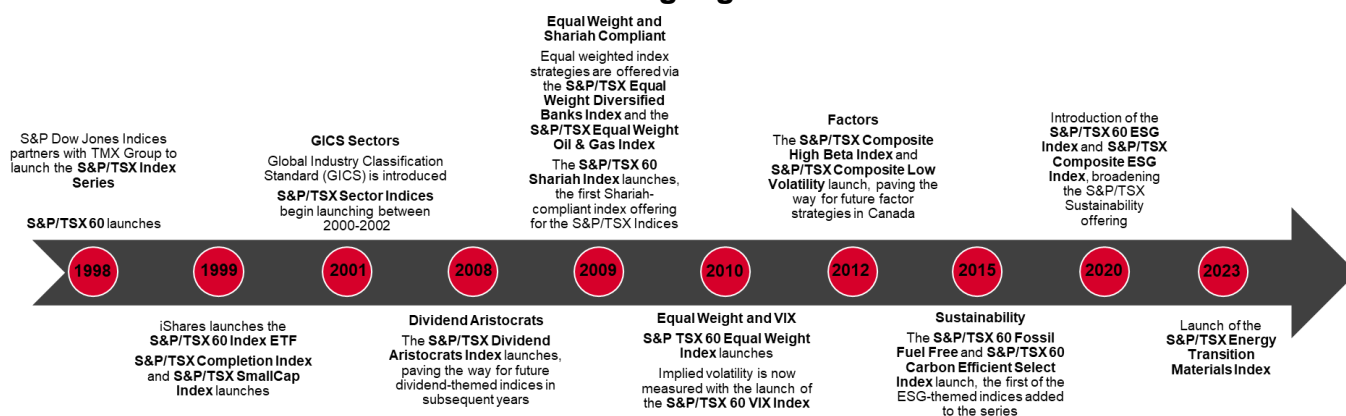 Equal Weight and
Shariah Compliant
Equal weighted index
strategies are offered via
the S&P/TSX Equal
Weight Diversified
Banks Index and the
S&P/TSX Equal Weight
Oil & Gas Index
The S&P/TSX 60
Shariah Index launches,
the first Shariah-
compliant index offering
for the S&P/TSX Indices
S&P Dow Jones Indices
partners with TMX Group to
launch the S&P/TSX Index
Series
S&P/TSX 60 launches
GICS Sectors
Global Industry Classification
Standard (GICS) is introduced
S&P/TSX Sector Indices
begin launching between
2000-2002
Factors
The S&P/TSX Composite
High Beta Index and
S&P/TSX Composite Low
Volatility launch, paving the
way for future factor
strategies in Canada
Introduction of the
S&P/TSX 60 ESG
Index and S&P/TSX
Composite ESG
Index, broadening
the S&P/TSX
Sustainability
offering
1998
1999
2001
2008
2009
2010
2012
2015
2020
2023
iShares launches the
S&P/TSX 60 Index ETF
S&P/TSX Completion Index
and S&P/TSX SmallCap
Index launches
Dividend Aristocrats
The S&P/TSX Dividend
Aristocrats Index launches,
paving the way for future
dividend-themed indices in
subsequent years
Equal Weight and VIX
S&P TSX 60 Equal Weight
Index launches
Implied volatility is now
measured with the launch of
the S&P/TSX 60 VIX Index
Sustainability
The S&P/TSX 60 Fossil
Fuel Free and S&P/TSX 60
Carbon Efficient Select
Index launch, the first of the
ESG-themed indices added
to the series
Launch of the
S&P/TSX Energy
Transition
Materials Index